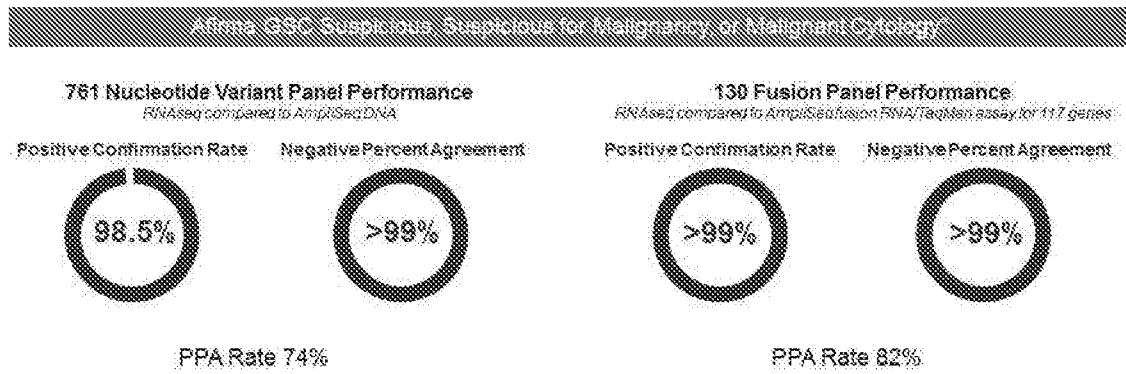 Afirma GSC Suspicious, Suspicious for Malignancy or Malignant Cytology*
761 Nucleotide Variant Panel Performance
RNAseq compared to AmpliSeq DNA
Positive Confirmation Rate
Negative Percent Agreement
98.5%
>99%
PPA Rate 74%
130 Fusion Panel Performance
RNAseq compared to AmpliSeq fusion RNA/TaqMan assay for 117 genes
Positive Confirmation Rate
Negative Percent Agreement
>99%
>99%
PPA Rate 82%